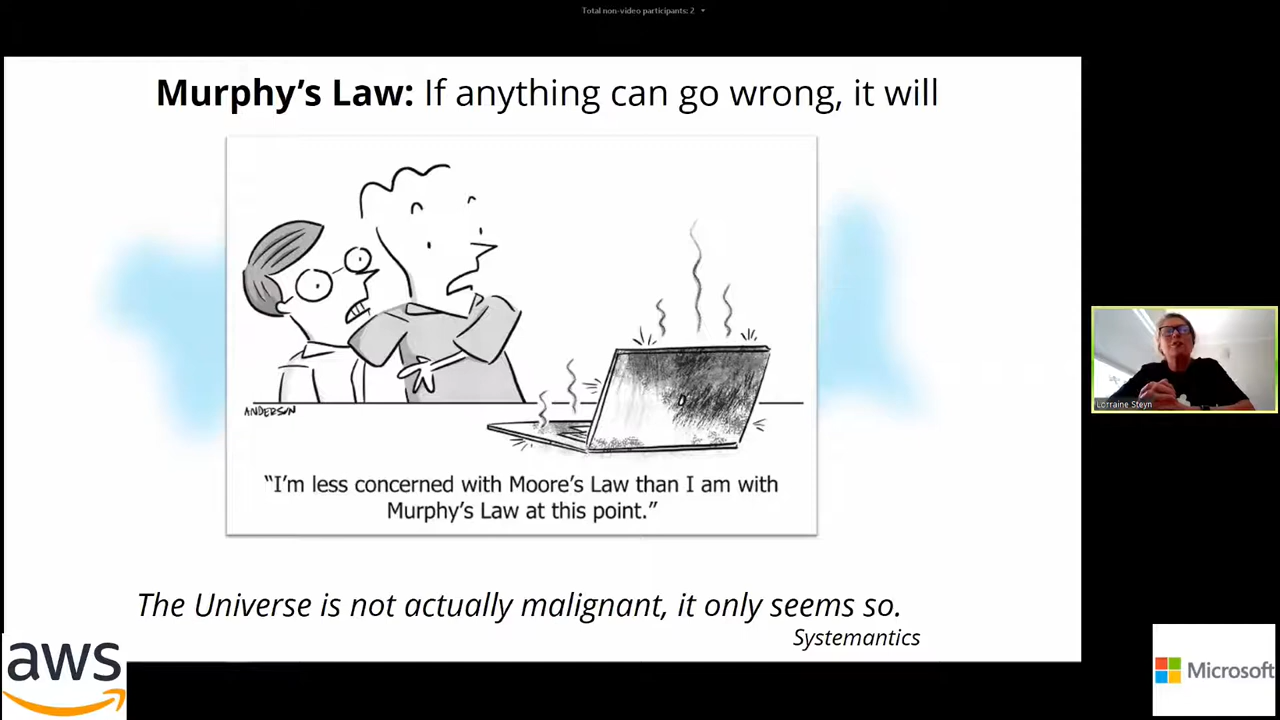 Total non-video participants: 2
Murphy's Law: If anything can go wrong, it will
ANDERSON
"I'm less concerned with Moore's Law than I am with
Murphy's Law at this point."
The Universe is not actually malignant, it only seems so.
Systemantics
Lorraine Steyn
aws
Microsoft